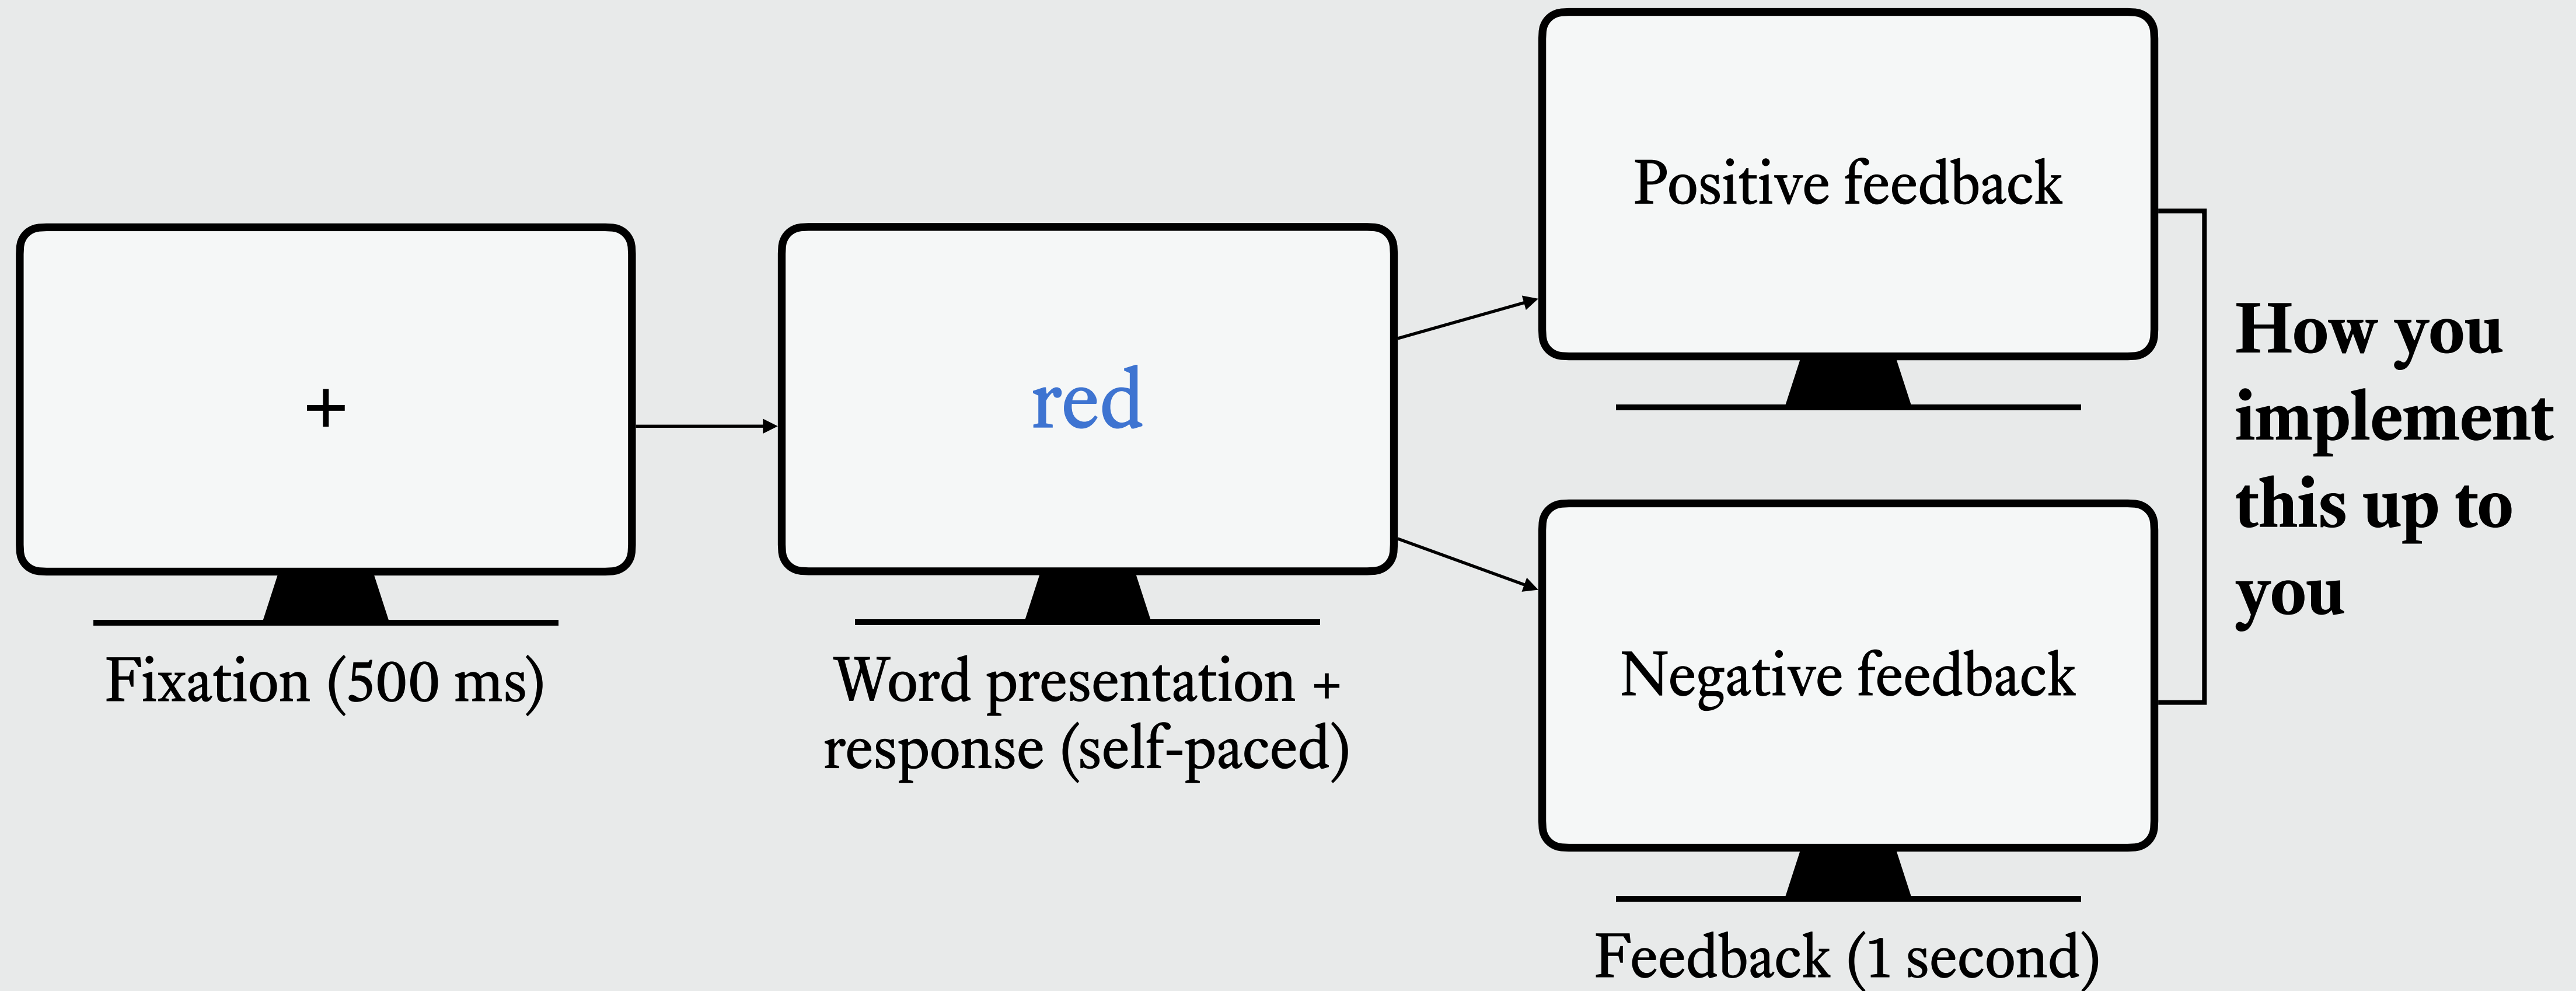 +
Fixation (500 ms)
red
Word presentation +
response (self-paced)
Positive feedback
Negative feedback
Feedback (1 second)
How you
implement
this up to
you